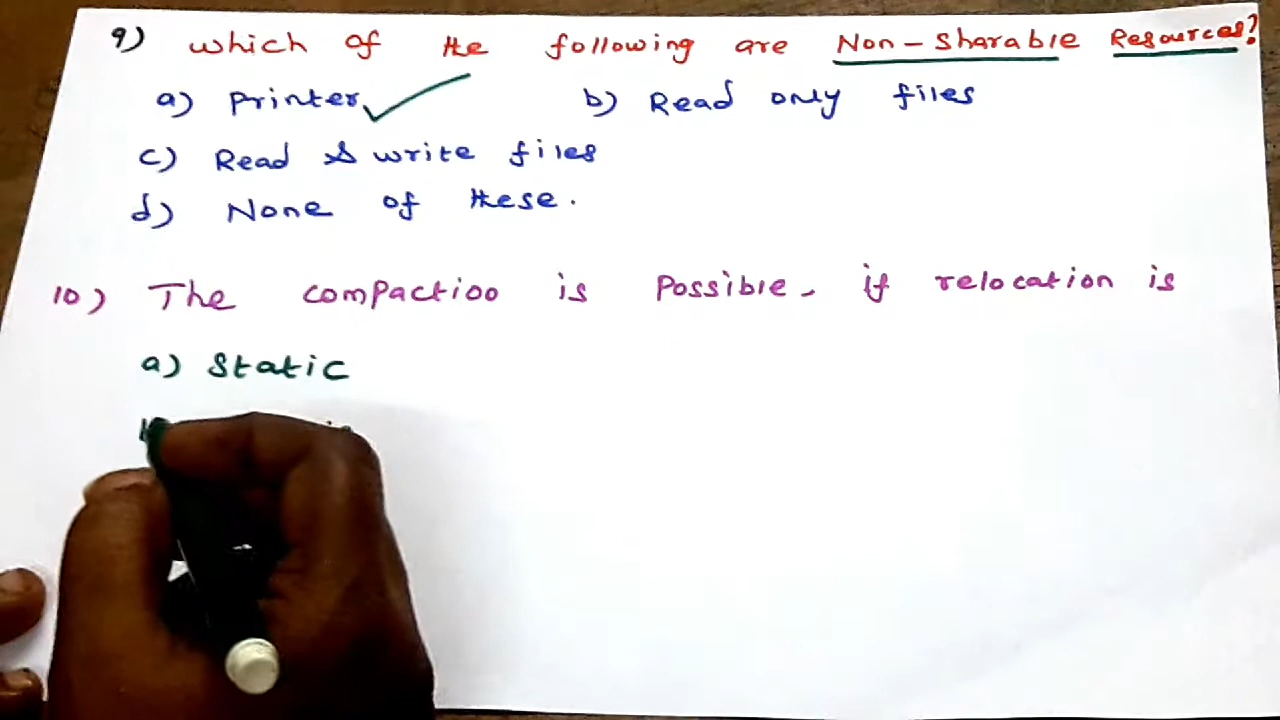 9) which of the following are Non-Sharable Resources?
a) Printer b) Read only files
c) Read & write files
d) None of these.
10) The compaction is Possible, if relocation is
a) Static